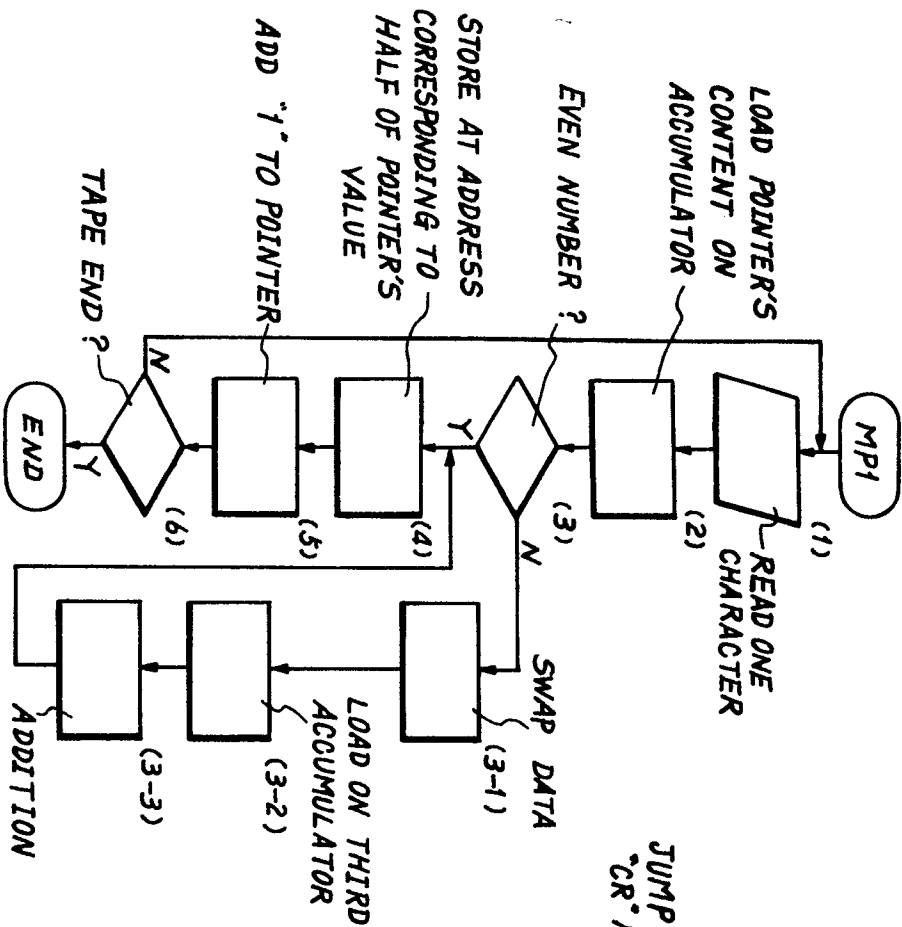 MP1
(1)
READ ONE
CHARACTER
LOAD POINTER'S
CONTENT ON
ACCUMULATOR
(2)
EVEN NUMBER ?
(3)
N
Y
SWAP DATA
(3-1)
STORE AT ADDRESS
CORRESPONDING TO
HALF OF POINTER'S
VALUE
(4)
LOAD ON THIRD
ACCUMULATOR
(3-2)
ADD "1" TO POINTER
(5)
ADDITION
(3-3)
TAPE END ?
(6)
N
Y
END
JUMP
"CR"